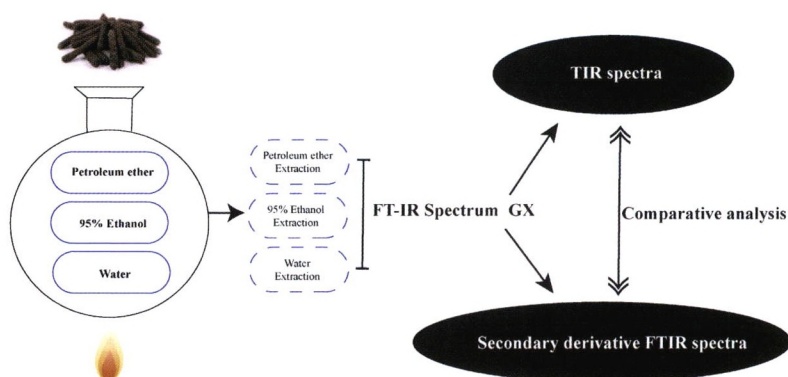 TIR spectra
Petroleum ether
95% Ethanol
Water
Petroleum ether
Extraction
95% Ethanol
Extraction
Water
Extraction
FT-IR Spectrum GX
Comparative analysis
Secondary derivative FTIR spectra